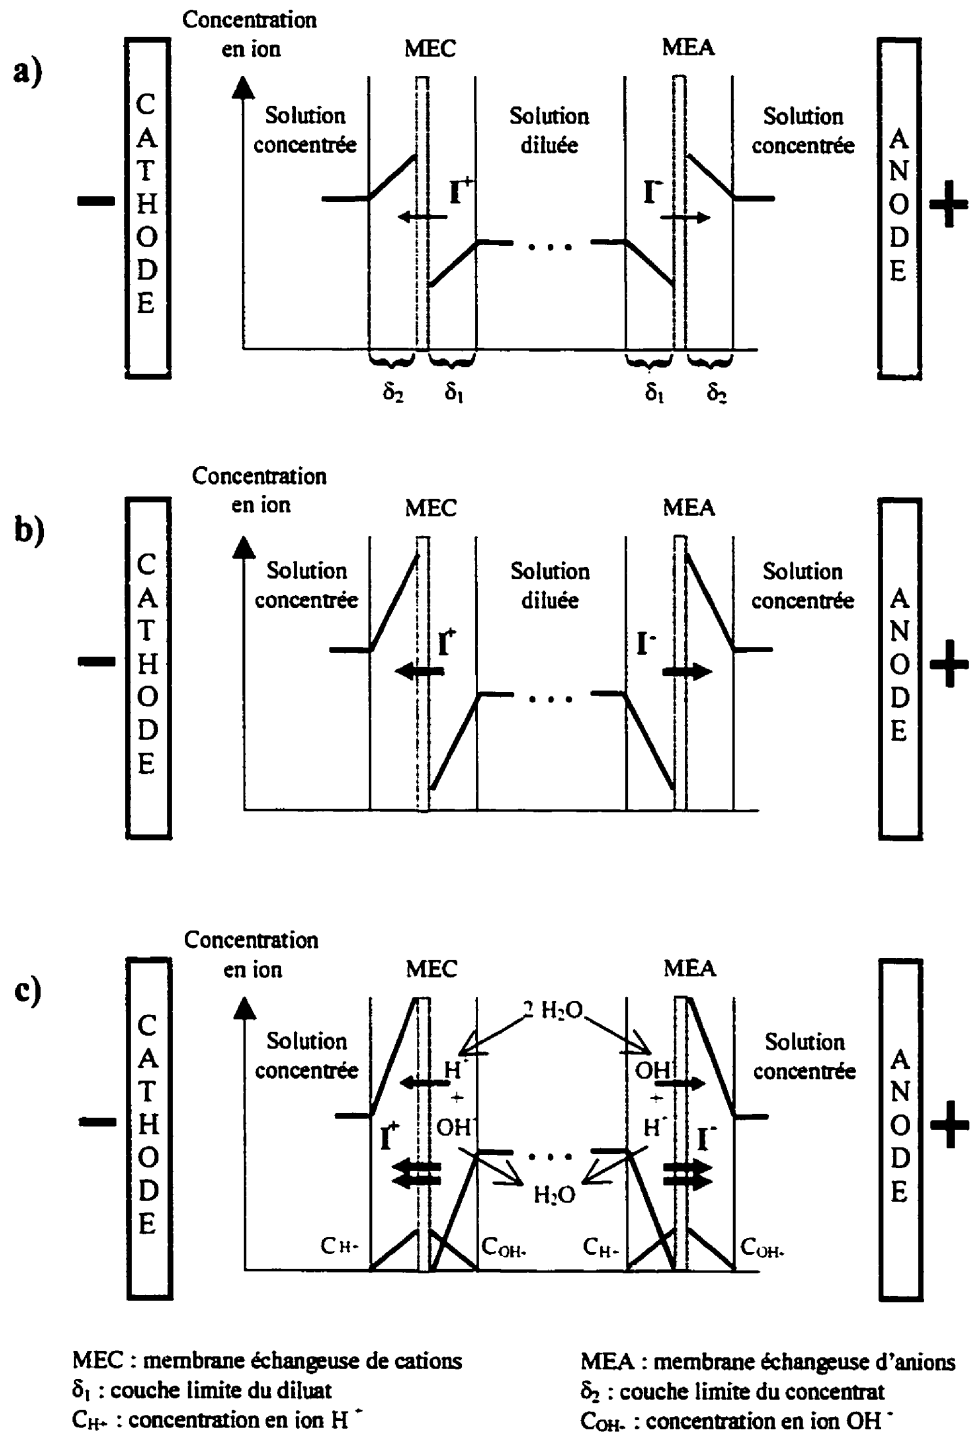 a)
Concentration
en ion
MEC
MEA
CATHODE
Solution
concentrée
Solution
diluée
Solution
concentrée
ANODE
−
I+
I-
+
. . .
δ2
δ1
δ1
δ2
b)
Concentration
en ion
MEC
MEA
CATHODE
Solution
concentrée
Solution
diluée
Solution
concentrée
ANODE
−
I+
I-
+
. . .
c)
Concentration
en ion
MEC
MEA
CATHODE
2 H2O
Solution
concentrée
Solution
concentrée
ANODE
H+
OH-
+
+
−
I+
OH-
H+
I-
+
. . .
H2O
CH+
COH-
CH+
COH-
MEC : membrane échangeuse de cations
MEA : membrane échangeuse d'anions
δ1 : couche limite du diluat
δ2 : couche limite du concentrat
CH+ : concentration en ion H+
COH- : concentration en ion OH-